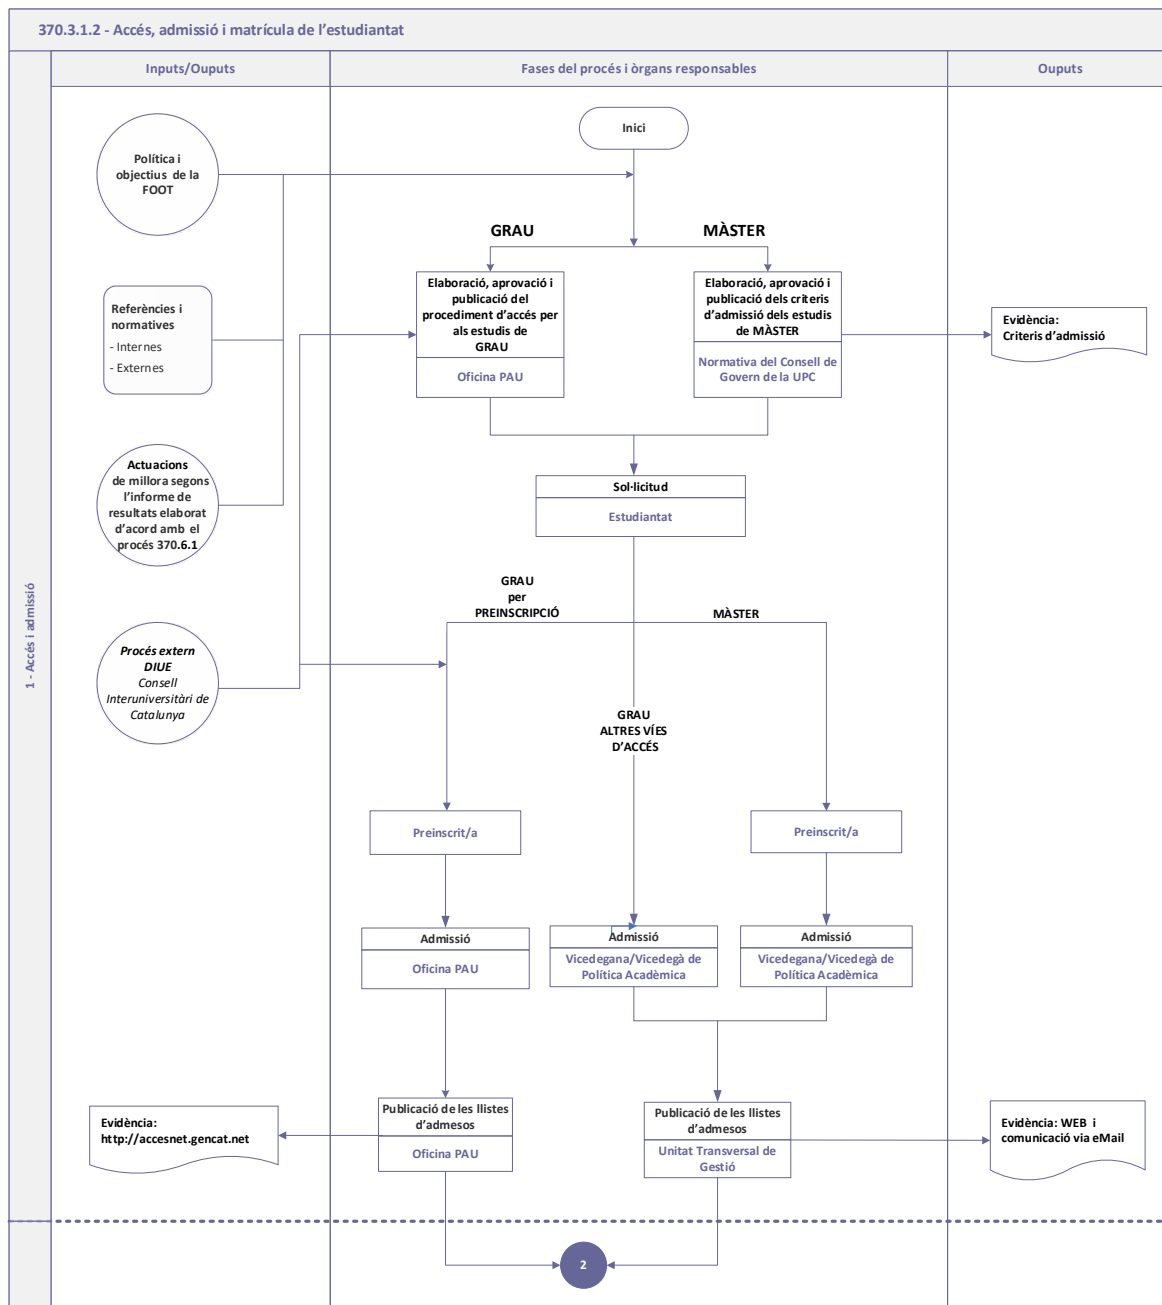 370.3.1.2 - Accés, admissió i matrícula de l'estudiantat
Inputs/Ouputs
Fases del procés i òrgans responsables
Ouputs
1 - Accés i admissió
Inici
Política i
objectius de la
FOOT
GRAU
MÀSTER
Elaboració, aprovació i
publicació del
procediment d'accés per
als estudis de
GRAU
Oficina PAU
Elaboració, aprovació i
publicació dels criteris
d'admissió dels estudis
de MÀSTER
Normativa del Consell de
Govern de la UPC
Evidència:
Criteris d'admissió
Referències i
normatives
- Internes
- Externes
Actuacions
de millora segons
l'informe de
resultats elaborat
d'acord amb el
procés 370.6.1
Sol·licitud
Estudiantat
GRAU
per
PREINSCRIPCIÓ
MÀSTER
Procés extern
DIUE
Consell
Interuniversitàri de
Catalunya
GRAU
ALTRES VÍES
D'ACCÉS
Preinscrit/a
Preinscrit/a
Admissió
Oficina PAU
Admissió
Vicedegana/Vicedegà de
Política Acadèmica
Admissió
Vicedegana/Vicedegà de
Política Acadèmica
Evidència:
http://accesnet.gencat.net
Publicació de les llistes
d'admesos
Oficina PAU
Publicació de les llistes
d'admesos
Unitat Transversal de
Gestió
Evidència: WEB i
comunicació via eMail
2